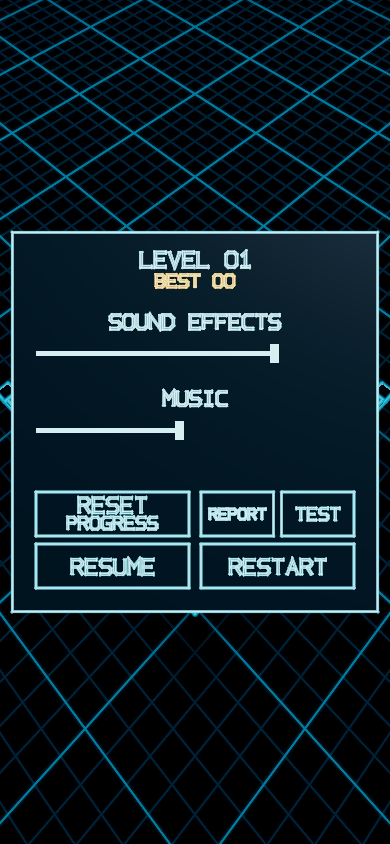 LEVEL 01
BEST 00
SOUND EFFECTS
MUSIC
RESET
PROGRESS
REPORT
TEST
RESUME
RESTART